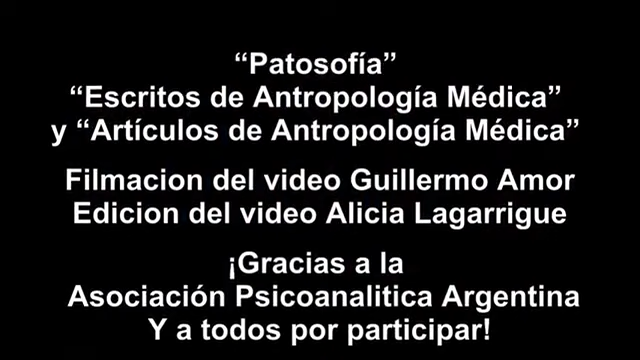 “Patosofía”
“Escritos de Antropología Médica”
y “Artículos de Antropología Médica”
Filmacion del video Guillermo Amor
Edicion del video Alicia Lagarrigue
¡Gracias a la
Asociación Psicoanalitica Argentina
Y a todos por participar!